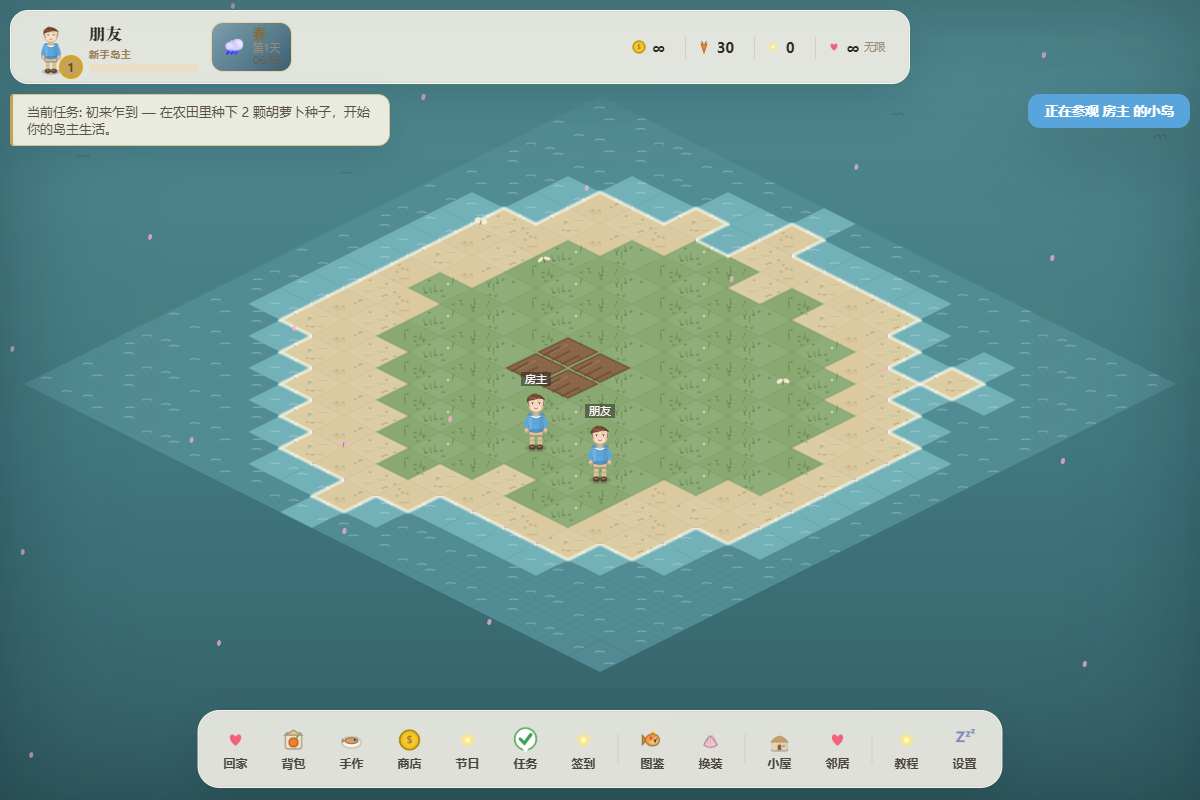 朋友
新手岛主
1
春
第1天
∞
30
0
∞ 无限
当前任务: 初来乍到 — 在农田里种下 2 颗胡萝卜种子，开始
你的岛主生活。
正在参观 房主 的小岛
房主
朋友
回家
背包
手作
商店
节日
任务
签到
图鉴
换装
小屋
邻居
教程
设置